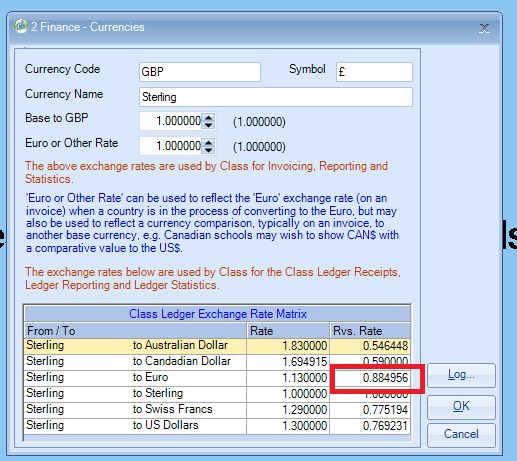 2 Finance - Currencies
Currency Code GBP Symbol £
Currency Name Sterling
Base to GBP 1.000000 (1.000000)
Euro or Other Rate 1.000000 (1.000000)
The above exchange rates are used by Class for Invoicing, Reporting and
Statistics.
'Euro or Other Rate' can be used to reflect the 'Euro' exchange rate (on an
invoice) when a country is in the process of converting to the Euro, but may
also be used to reflect a currency comparison, typically on an invoice, to
another base currency, e.g. Canadian schools may wish to show CAN$ with
a comparative value to the US$.
The exchange rates below are used by Class for the Class Ledger Receipts,
Ledger Reporting and Ledger Statistics.
Class Ledger Exchange Rate Matrix
From / To Rate Rvs. Rate
Sterling to Australian Dollar 1.830000 0.546448
Sterling to Candadian Dollar 1.694915 0.590000
Sterling to Euro 1.130000 0.884956
Sterling to Sterling 1.000000 1.000000
Sterling to Swiss Francs 1.290000 0.775194
Sterling to US Dollars 1.300000 0.769231
Log...
OK
Cancel